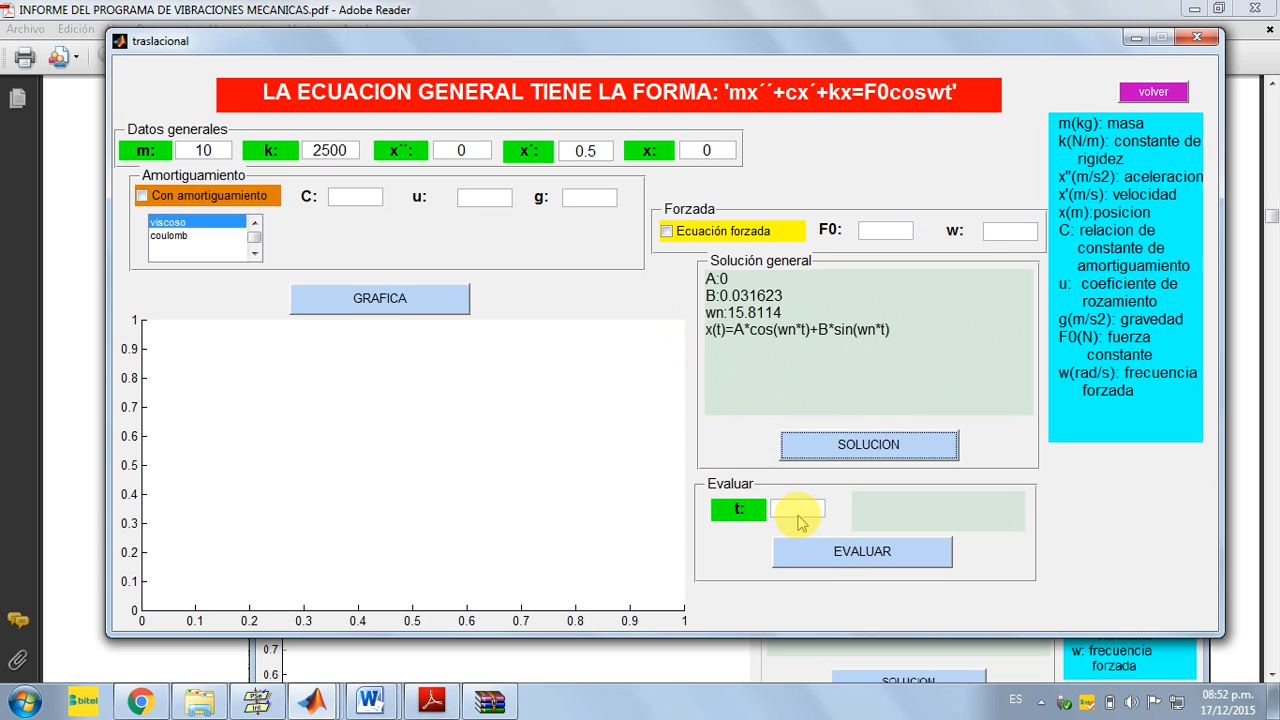 INFORME DEL PROGRAMA DE VIBRACIONES MECANICAS.pdf - Adobe Reader
Archivo Edición
traslacional
LA ECUACION GENERAL TIENE LA FORMA: 'mx´´+cx´+kx=F0coswt'
volver
Datos generales
m: 10 k: 2500 x´´: 0 x´: 0.5 x: 0
Amortiguamiento
Con amortiguamiento C: u: g:
viscoso
coulomb
Forzada
Ecuación forzada F0: w:
m(kg): masa
k(N/m): constante de
rigidez
x"(m/s2): aceleracion
x'(m/s): velocidad
x(m):posicion
C: relacion de
constante de
amortiguamiento
u: coeficiente de
rozamiento
g(m/s2): gravedad
F0(N): fuerza
constante
w(rad/s): frecuencia
forzada
Solución general
A:0
B:0.031623
wn:15.8114
x(t)=A*cos(wn*t)+B*sin(wn*t)
SOLUCION
GRAFICA
1
0.9
0.8
0.7
0.6
0.5
0.4
0.3
0.2
0.1
0
0 0.1 0.2 0.3 0.4 0.5 0.6 0.7 0.8 0.9 1
Evaluar
t:
EVALUAR
0.7
0.6
SOLUCION
w: frecuencia
forzada
bitel
PSe
Int
ES
08:52 p.m.
17/12/2015